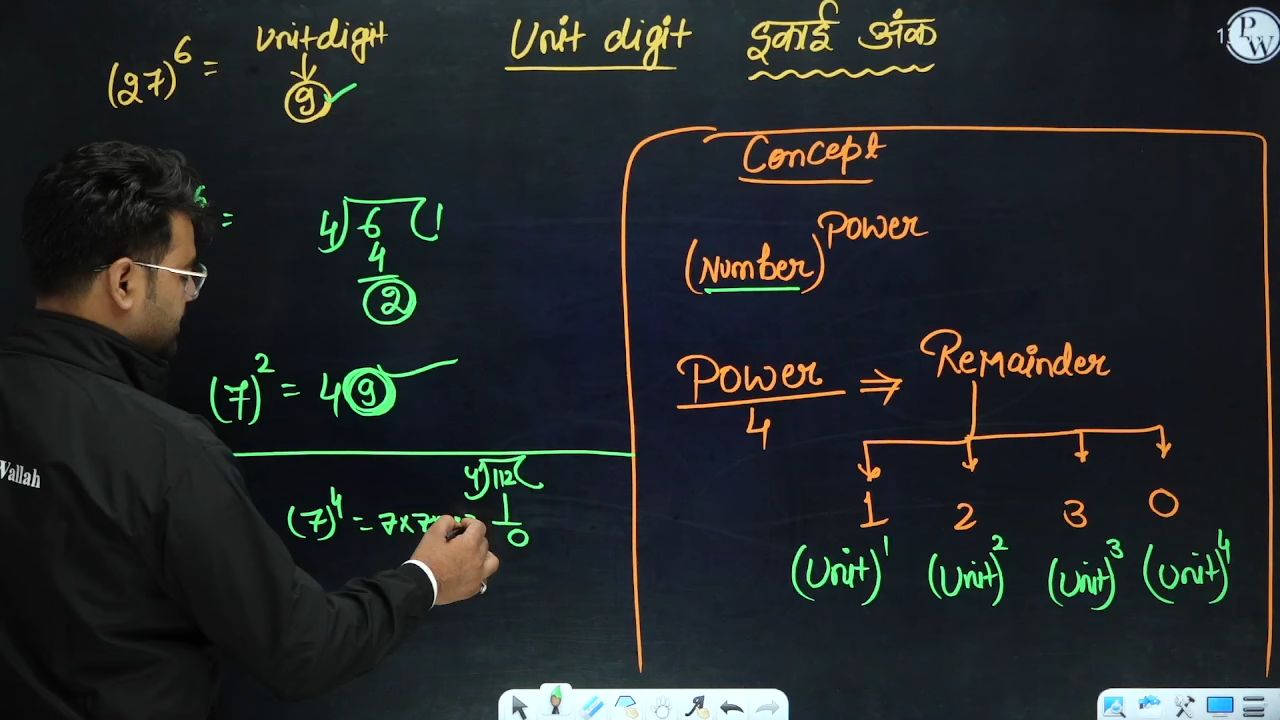 Unit digit इकाई अंक
PW
(27)⁶ = unit digit
9
6 =
4)6(1
4
2
(7)² = 49
4)112(
0
(7)⁴ = 7×7
Wallah
Concept
(Number)^Power
Power/4 ⇒ Remainder
1 2 3 0
(Unit)¹ (Unit)² (Unit)³ (Unit)⁴